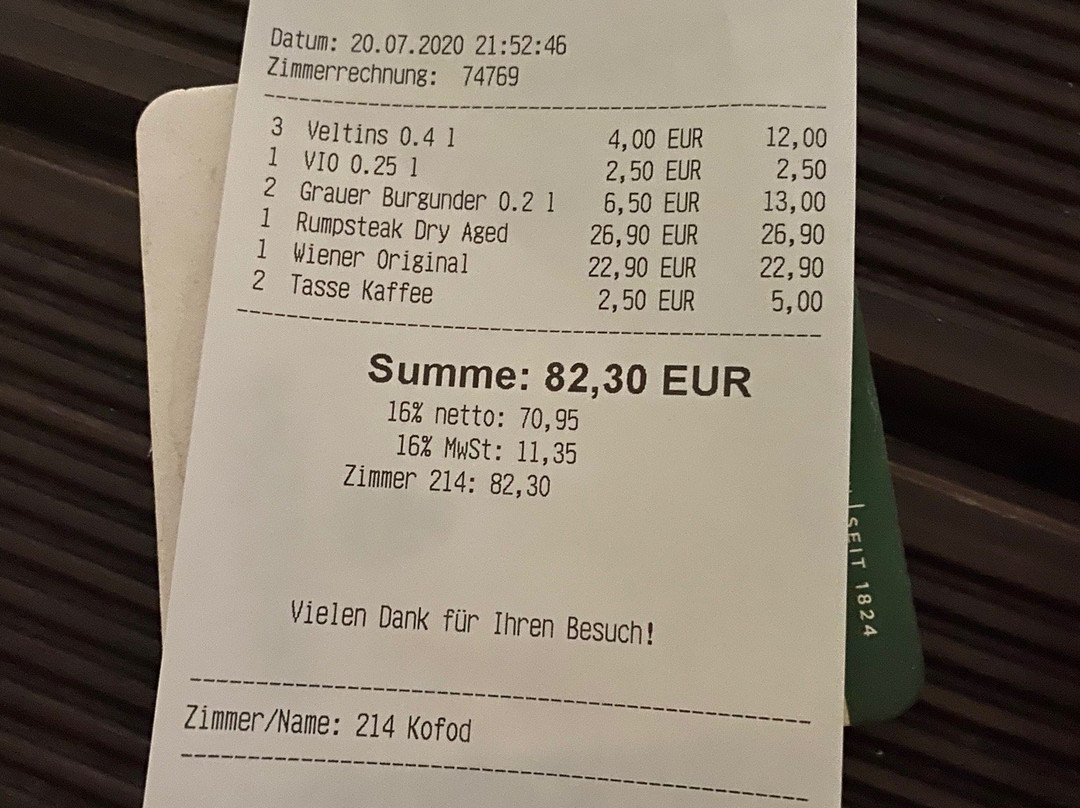 Datum: 20.07.2020 21:52:46
Zimmerrechnung: 74769
3 Veltins 0.4 l 4,00 EUR 12,00
1 VIO 0.25 l 2,50 EUR 2,50
2 Grauer Burgunder 0.2 l 6,50 EUR 13,00
1 Rumpsteak Dry Aged 26,90 EUR 26,90
1 Wiener Original 22,90 EUR 22,90
2 Tasse Kaffee 2,50 EUR 5,00
Summe: 82,30 EUR
16% netto: 70,95
16% MwSt: 11,35
Zimmer 214: 82,30
Vielen Dank für Ihren Besuch!
Zimmer/Name: 214 Kofod
SEIT 1824